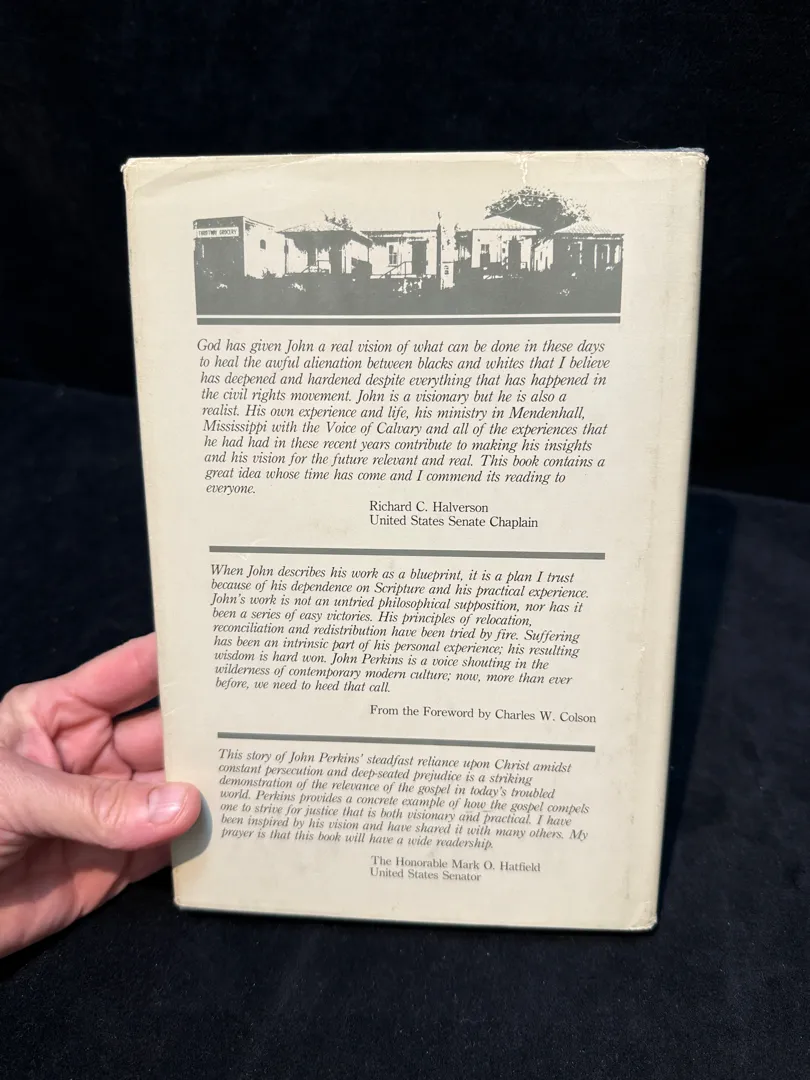 THRIFTWAY GROCERY
God has given John a real vision of what can be done in these days
to heal the awful alienation between blacks and whites that I believe
has deepened and hardened despite everything that has happened in
the civil rights movement. John is a visionary but he is also a
realist. His own experience and life, his ministry in Mendenhall,
Mississippi with the Voice of Calvary and all of the experiences that
he had had in these recent years contribute to making his insights
and his vision for the future relevant and real. This book contains a
great idea whose time has come and I commend its reading to
everyone.
Richard C. Halverson
United States Senate Chaplain
When John describes his work as a blueprint, it is a plan I trust
because of his dependence on Scripture and his practical experience.
John's work is not an untried philosophical supposition, nor has it
been a series of easy victories. His principles of relocation,
reconciliation and redistribution have been tried by fire. Suffering
has been an intrinsic part of his personal experience; his resulting
wisdom is hard won. John Perkins is a voice shouting in the
wilderness of contemporary modern culture; now, more than ever
before, we need to heed that call.
From the Foreword by Charles W. Colson
This story of John Perkins' steadfast reliance upon Christ amidst
constant persecution and deep-seated prejudice is a striking
demonstration of the relevance of the gospel in today's troubled
world. Perkins provides a concrete example of how the gospel compels
one to strive for justice that is both visionary and practical. I have
been inspired by his vision and have shared it with many others. My
prayer is that this book will have a wide readership.
The Honorable Mark O. Hatfield
United States Senator